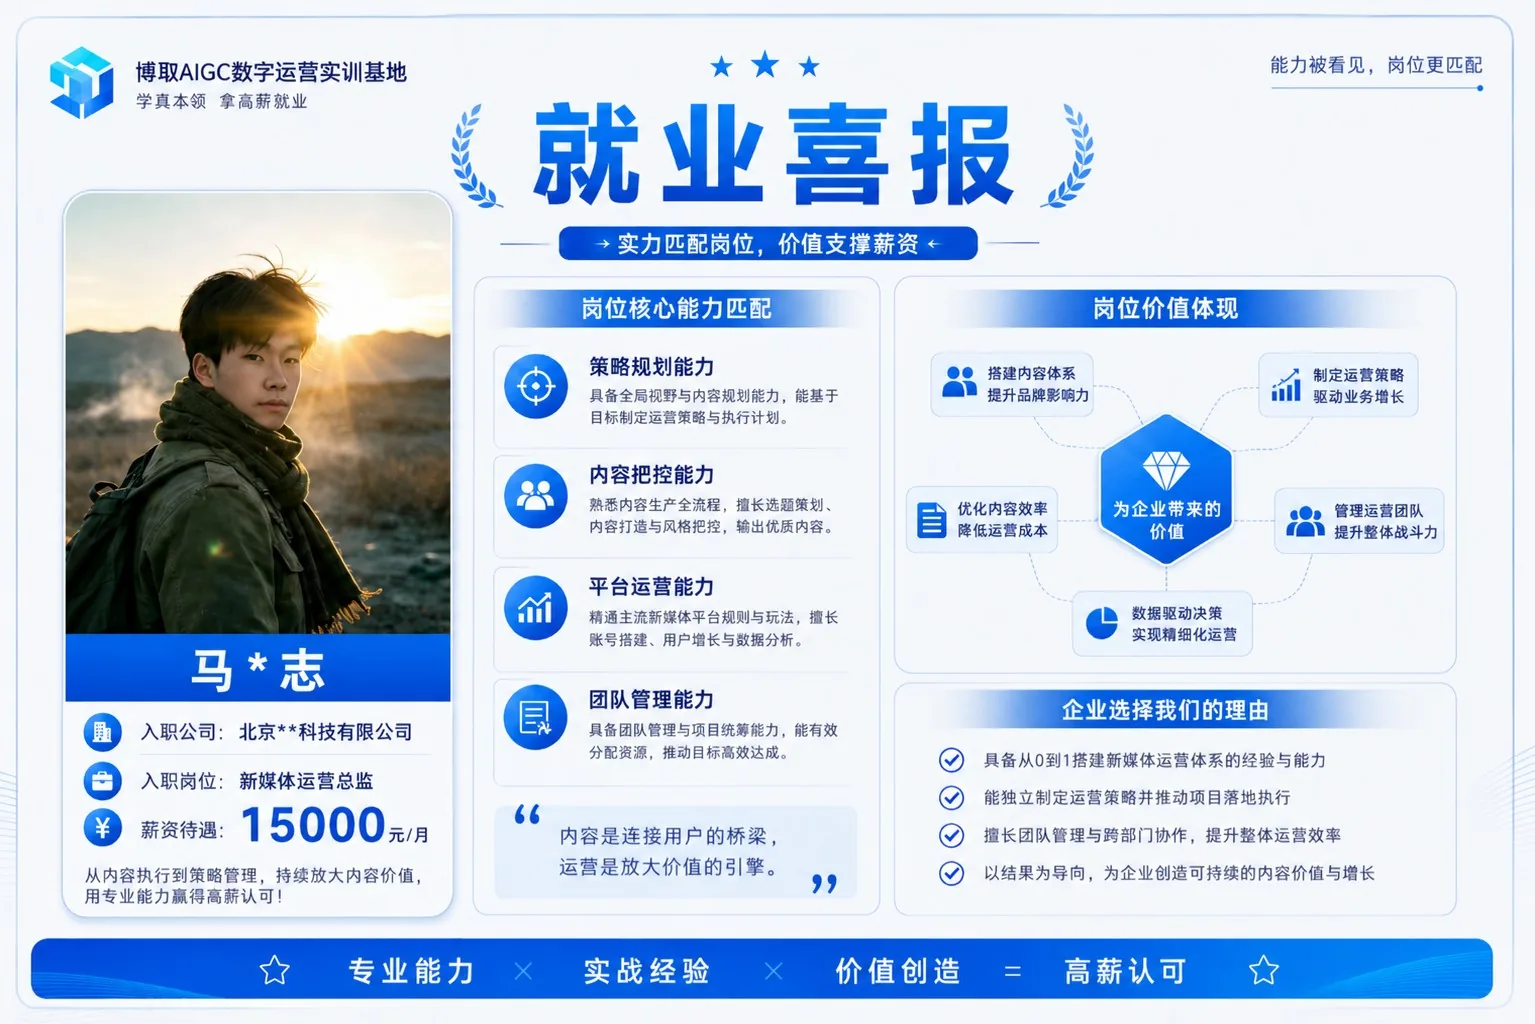 博取AIGC数字运营实训基地
学真本领 拿高薪就业
能力被看见，岗位更匹配
就业喜报
→实力匹配岗位，价值支撑薪资←
马*志
入职公司：北京**科技有限公司
入职岗位：新媒体运营总监
¥ 薪资待遇：15000元/月
从内容执行到策略管理，持续放大内容价值，
用专业能力赢得高薪认可！
岗位核心能力匹配
策略规划能力
具备全局视野与内容规划能力，能基于
目标制定运营策略与执行计划。
内容把控能力
熟悉内容生产全流程，擅长选题策划、
内容打造与风格把控，输出优质内容。
平台运营能力
精通主流新媒体平台规则与玩法，擅长
账号搭建、用户增长与数据分析。
团队管理能力
具备团队管理与项目统筹能力，能有效
分配资源，推动目标高效达成。
“内容是连接用户的桥梁，
运营是放大价值的引擎。”
岗位价值体现
搭建内容体系
提升品牌影响力
制定运营策略
驱动业务增长
优化内容效率
降低运营成本
为企业带来的
价值
管理运营团队
提升整体战斗力
数据驱动决策
实现精细化运营
企业选择我们的理由
具备从0到1搭建新媒体运营体系的经验与能力
能独立制定运营策略并推动项目落地执行
擅长团队管理与跨部门协作，提升整体运营效率
以结果为导向，为企业创造可持续的内容价值与增长
专业能力 × 实战经验 × 价值创造 = 高薪认可